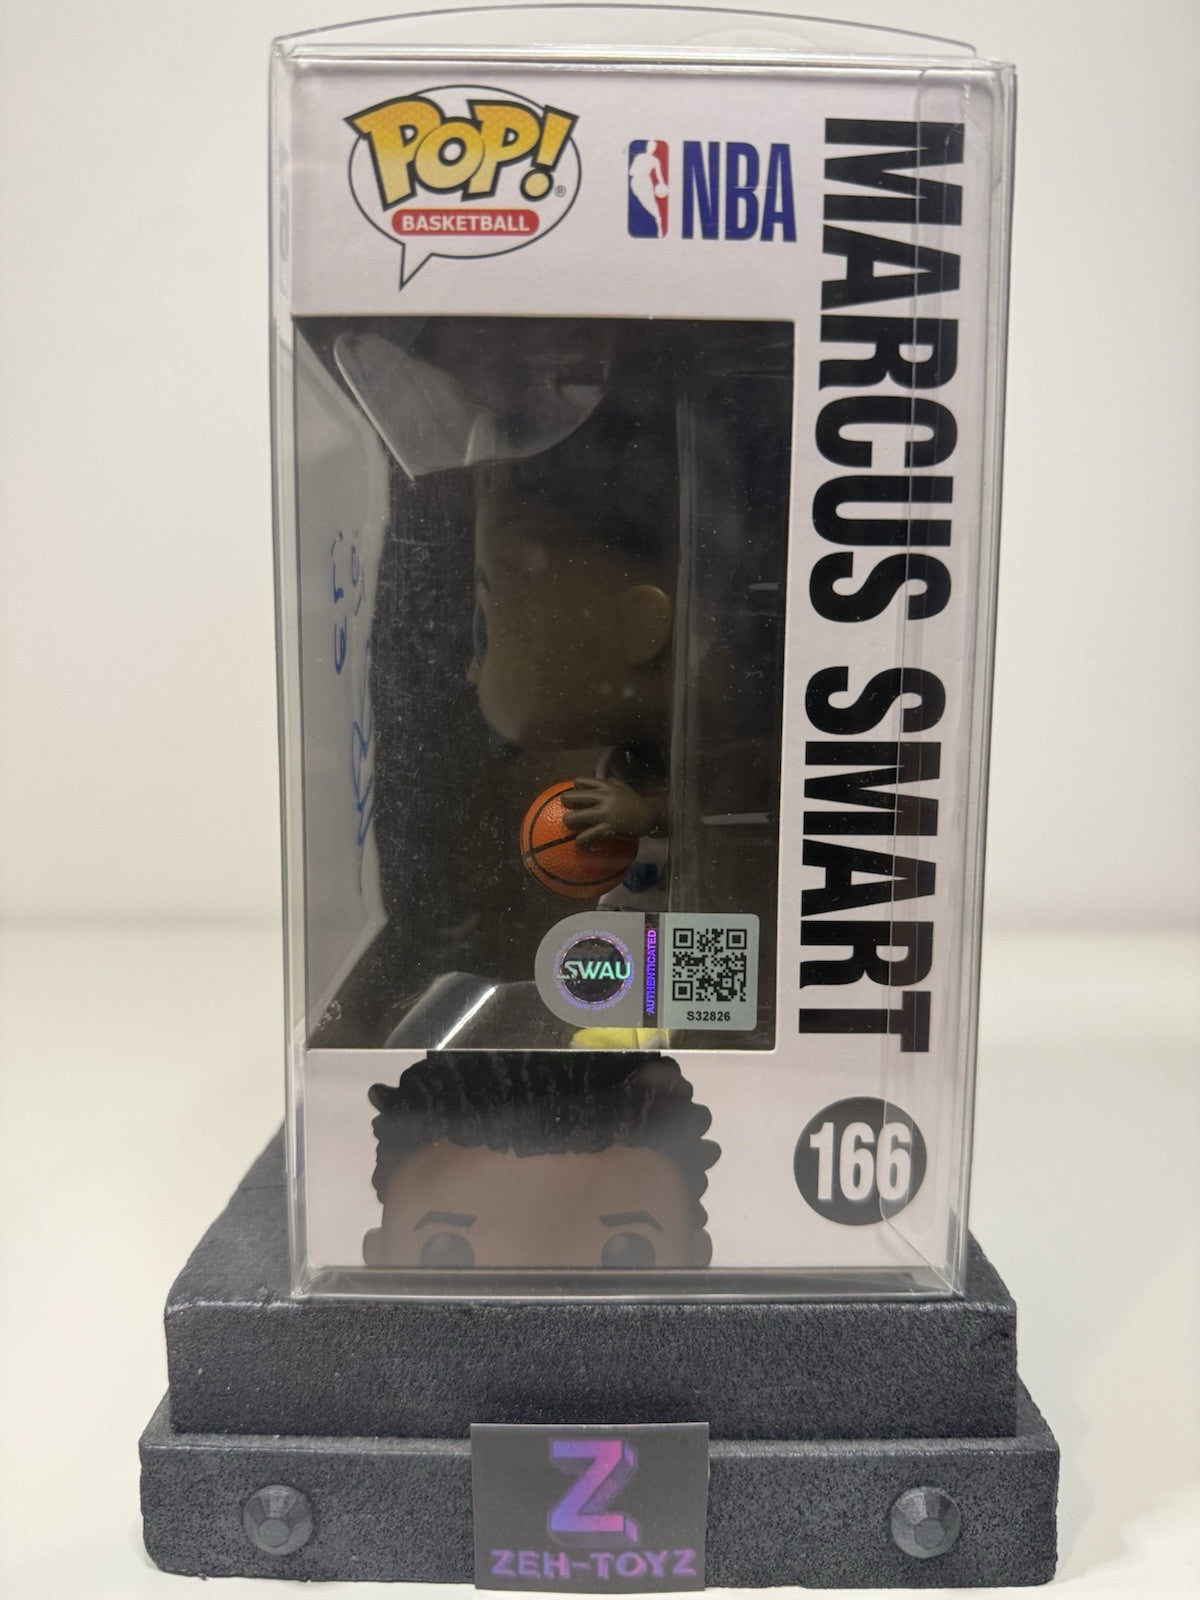 POP!
®
BASKETBALL
NBA
MARCUS SMART
SWAU
AUTHENTICATED
S32826
166
Z
ZEH-TOYZ